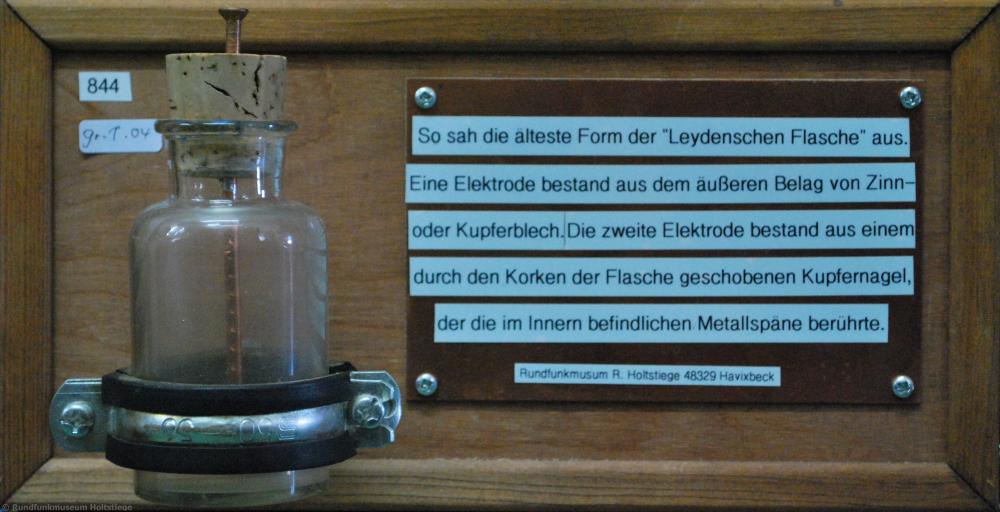 844
gr.T.04
So sah die älteste Form der "Leydenschen Flasche" aus.
Eine Elektrode bestand aus dem äußeren Belag von Zinn-
oder Kupferblech. Die zweite Elektrode bestand aus einem
durch den Korken der Flasche geschobenen Kupfernagel,
der die im Innern befindlichen Metallspäne berührte.
Rundfunkmusum R. Holtstiege 48329 Havixbeck
© Rundfunkmuseum Holtstiege